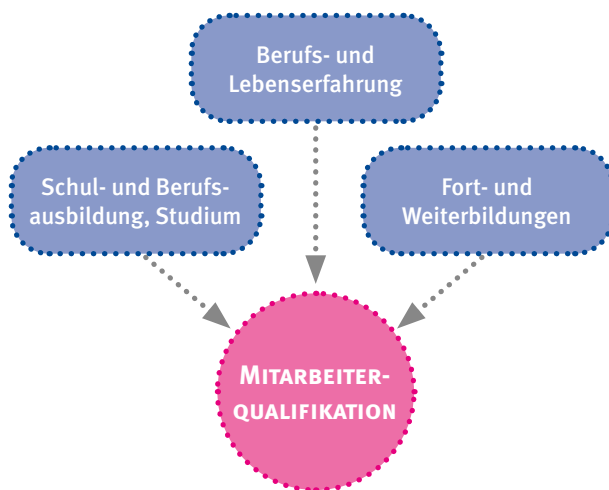 Berufs- und
Lebenserfahrung
Schul- und Berufs-
ausbildung, Studium
Fort- und
Weiterbildungen
MITARBEITER-
QUALIFIKATION